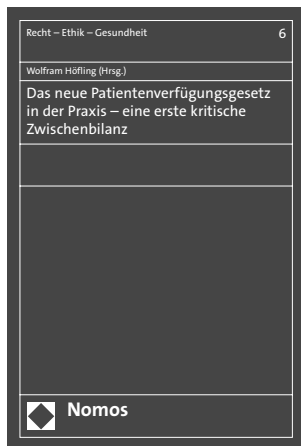 Recht – Ethik – Gesundheit 6
Wolfram Höfling (Hrsg.)
Das neue Patientenverfügungsgesetz
in der Praxis – eine erste kritische
Zwischenbilanz
Nomos